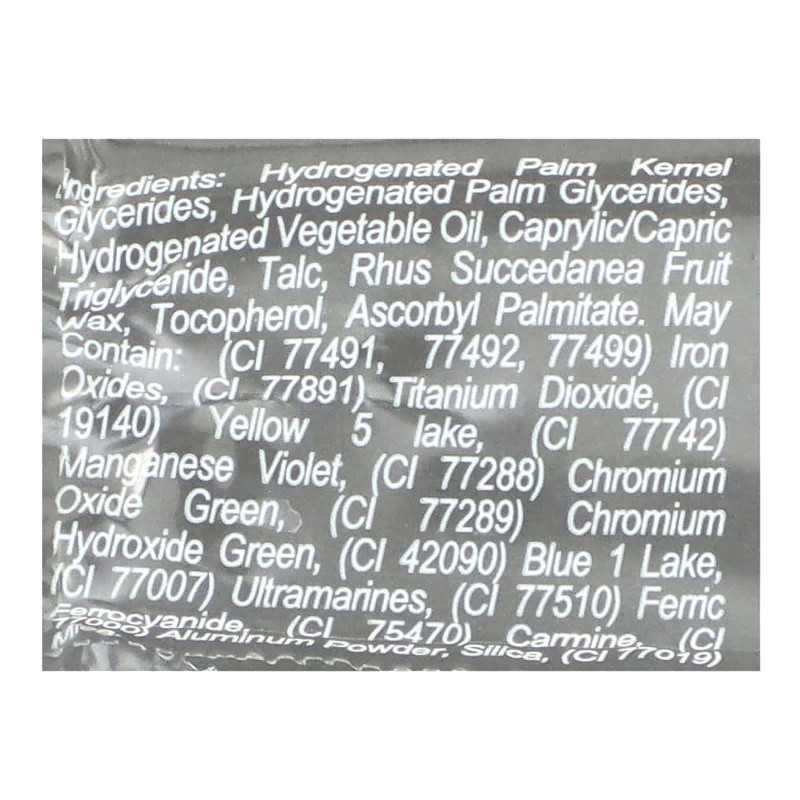 Ingredients: Hydrogenated Palm Kernel
Glycerides, Hydrogenated Palm Glycerides,
Hydrogenated Vegetable Oil, Caprylic/Capric
Triglyceride, Talc, Rhus Succedanea Fruit
Wax, Tocopherol, Ascorbyl Palmitate. May
Contain: (CI 77491, 77492, 77499) Iron
Oxides, (CI 77891) Titanium Dioxide, (CI
19140) Yellow 5 lake, (CI 77742)
Manganese Violet, (CI 77288) Chromium
Oxide Green, (CI 77289) Chromium
Hydroxide Green, (CI 42090) Blue 1 Lake,
(CI 77007) Ultramarines, (CI 77510) Ferric
Ferrocyanide, (CI 75470) Carmine, (CI
77000) Aluminum Powder, Silica, (CI 77019)
Mica.